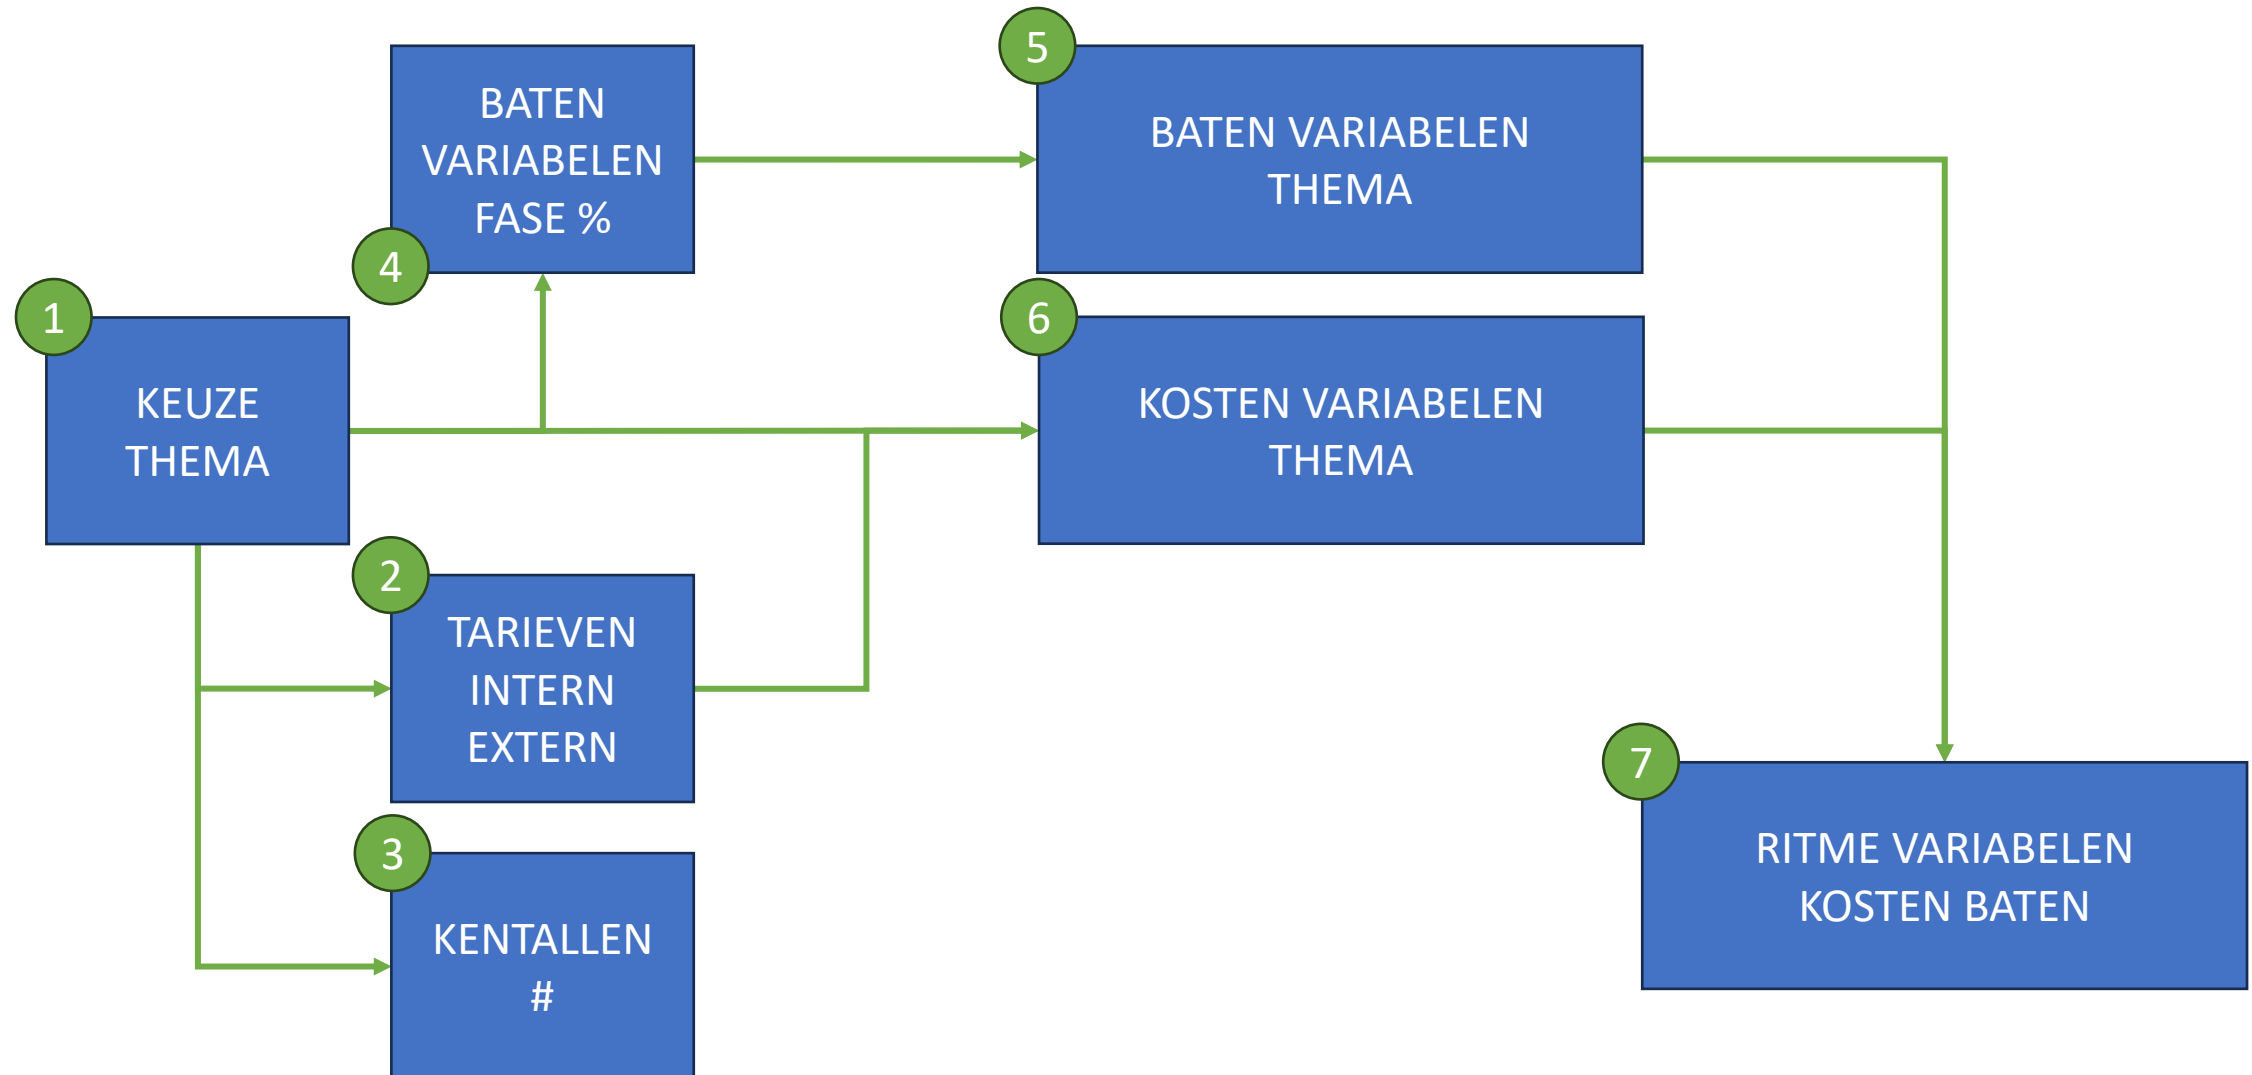 1
KEUZE
THEMA
2
TARIEVEN
INTERN
EXTERN
3
KENTALLEN
#
4
BATEN
VARIABELEN
FASE %
5
BATEN VARIABELEN
THEMA
6
KOSTEN VARIABELEN
THEMA
7
RITME VARIABELEN
KOSTEN BATEN